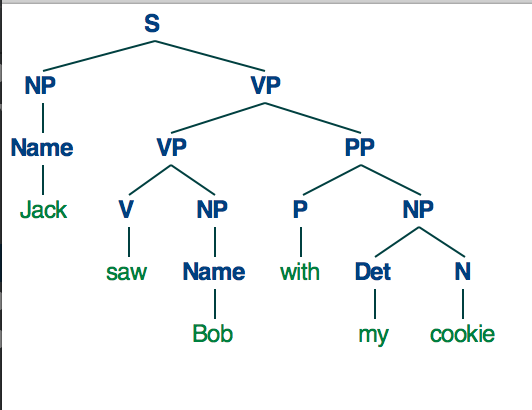 S
NP VP
Name VP PP
Jack V NP P NP
saw Name with Det N
Bob my cookie